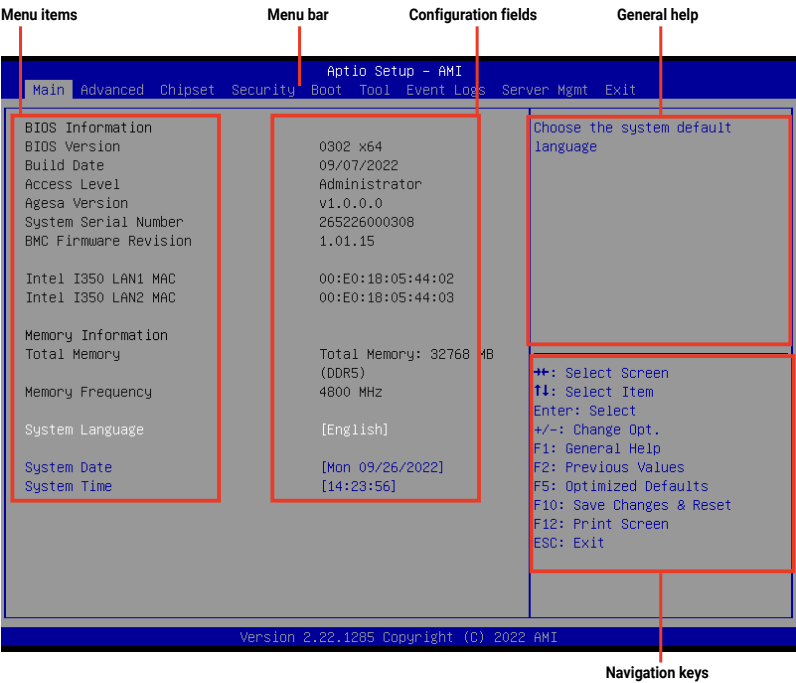 Menu items
Menu bar
Configuration fields
General help
Aptio Setup – AMI
Main Advanced Chipset Security Boot Tool Event Logs Server Mgmt Exit
BIOS Information
BIOS Version 0302 x64
Build Date 09/07/2022
Access Level Administrator
Agesa Version v1.0.0.0
System Serial Number 265226000308
BMC Firmware Revision 1.01.15
Intel I350 LAN1 MAC 00:E0:18:05:44:02
Intel I350 LAN2 MAC 00:E0:18:05:44:03
Memory Information
Total Memory Total Memory: 32768 MB
(DDR5)
Memory Frequency 4800 MHz
System Language [English]
System Date [Mon 09/26/2022]
System Time [14:23:56]
Choose the system default
language
→←: Select Screen
↑↓: Select Item
Enter: Select
+/-: Change Opt.
F1: General Help
F2: Previous Values
F5: Optimized Defaults
F10: Save Changes & Reset
F12: Print Screen
ESC: Exit
Version 2.22.1285 Copyright (C) 2022 AMI
Navigation keys